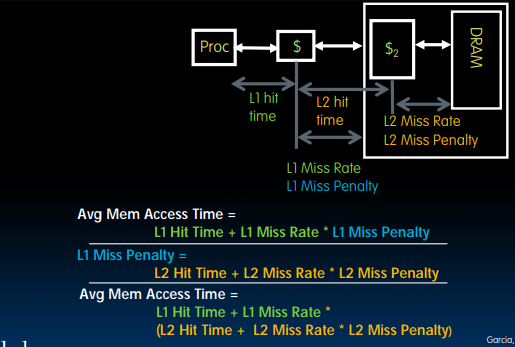 Proc
$
$2
DRAM
L1 hit
time
L2 hit
time
L2 Miss Rate
L2 Miss Penalty
L1 Miss Rate
L1 Miss Penalty
Avg Mem Access Time =
L1 Hit Time + L1 Miss Rate * L1 Miss Penalty
L1 Miss Penalty =
L2 Hit Time + L2 Miss Rate * L2 Miss Penalty
Avg Mem Access Time =
L1 Hit Time + L1 Miss Rate *
(L2 Hit Time + L2 Miss Rate * L2 Miss Penalty)
Garcia,